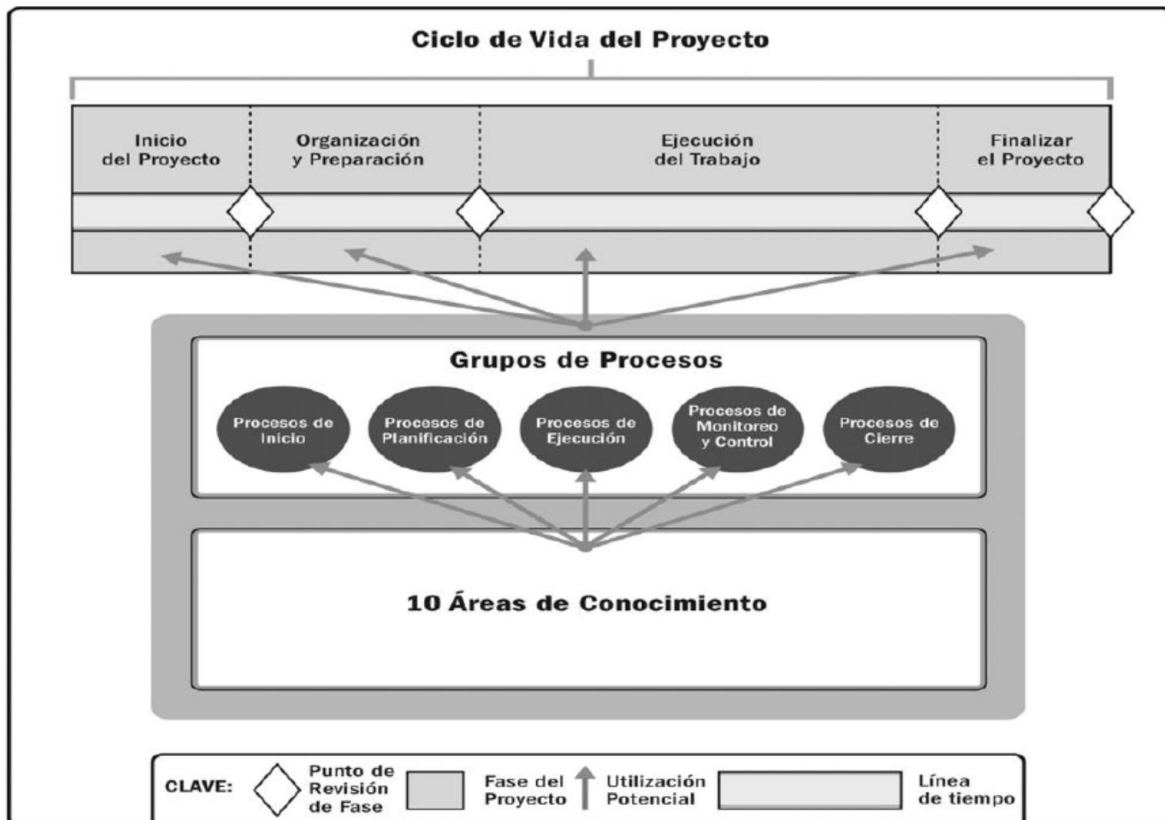 Ciclo de Vida del Proyecto
Inicio
del Proyecto
Organización
y Preparación
Ejecución
del Trabajo
Finalizar
el Proyecto
Grupos de Procesos
Procesos de
Inicio
Procesos de
Planificación
Procesos de
Ejecución
Procesos de
Monitoreo
y Control
Procesos de
Cierre
10 Áreas de Conocimiento
CLAVE:
Punto de
Revisión
de Fase
Fase del
Proyecto
Utilización
Potencial
Línea
de tiempo